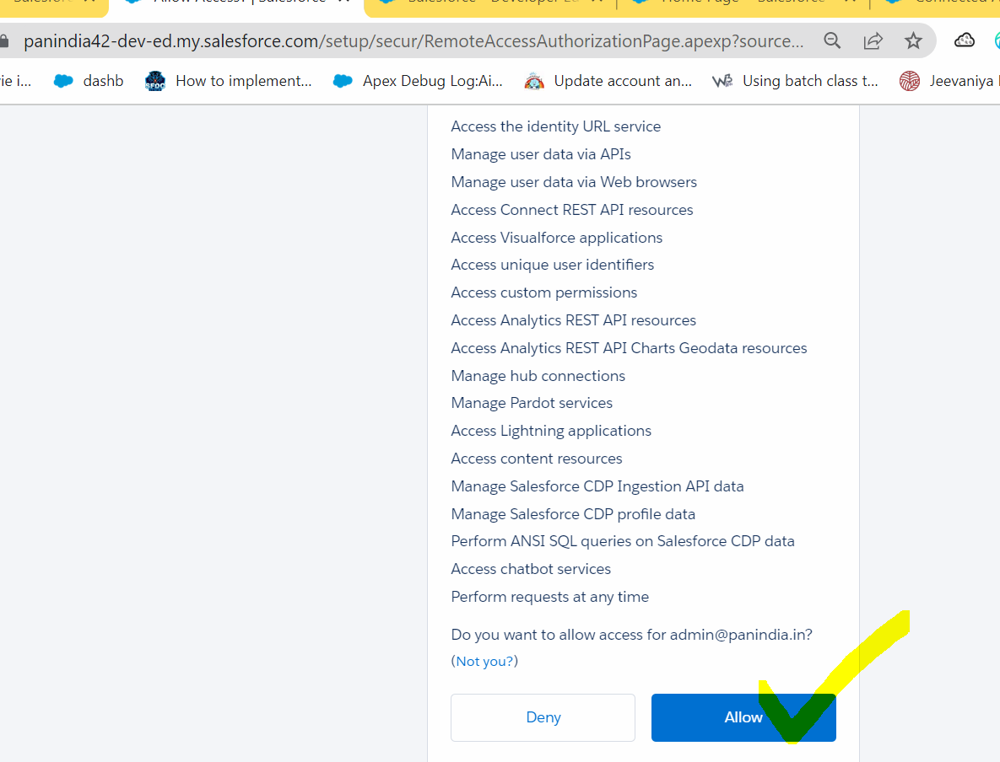 Allow Access? | Salesforce
Salesforce - Developer Ed
Home Page - Salesforce
Connected A
panindia42-dev-ed.my.salesforce.com/setup/secur/RemoteAccessAuthorizationPage.apexp?source...
ie i... dashb SFDC How to implement... Apex Debug Log:Ai... Update account an... Using batch class t... Jeevaniya
Access the identity URL service
Manage user data via APIs
Manage user data via Web browsers
Access Connect REST API resources
Access Visualforce applications
Access unique user identifiers
Access custom permissions
Access Analytics REST API resources
Access Analytics REST API Charts Geodata resources
Manage hub connections
Manage Pardot services
Access Lightning applications
Access content resources
Manage Salesforce CDP Ingestion API data
Manage Salesforce CDP profile data
Perform ANSI SQL queries on Salesforce CDP data
Access chatbot services
Perform requests at any time
Do you want to allow access for admin@panindia.in?
(Not you?)
Deny Allow